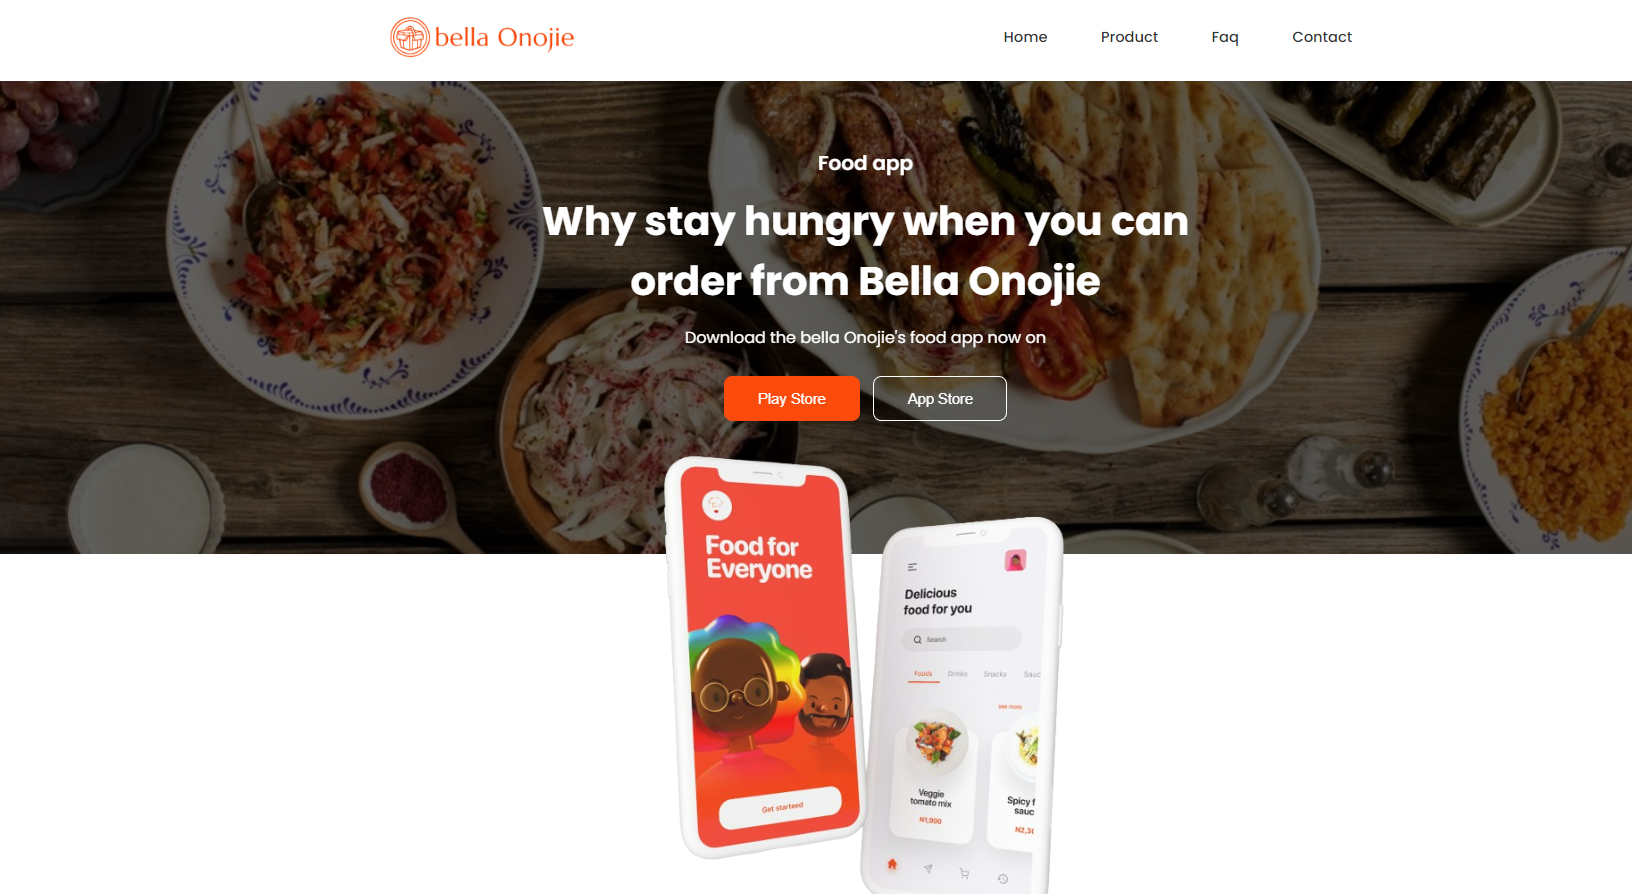 bella Onojie
Home
Product
Faq
Contact
Food app
Why stay hungry when you can
order from Bella Onojie
Download the bella Onojie's food app now on
Play Store
App Store
Food for
Everyone
Get starteed
Delicious
food for you
Search
Foods
Drinks
Snacks
Sauc
see more
Veggie
tomato mix
N1,900
Spicy f
sauc
N2,30